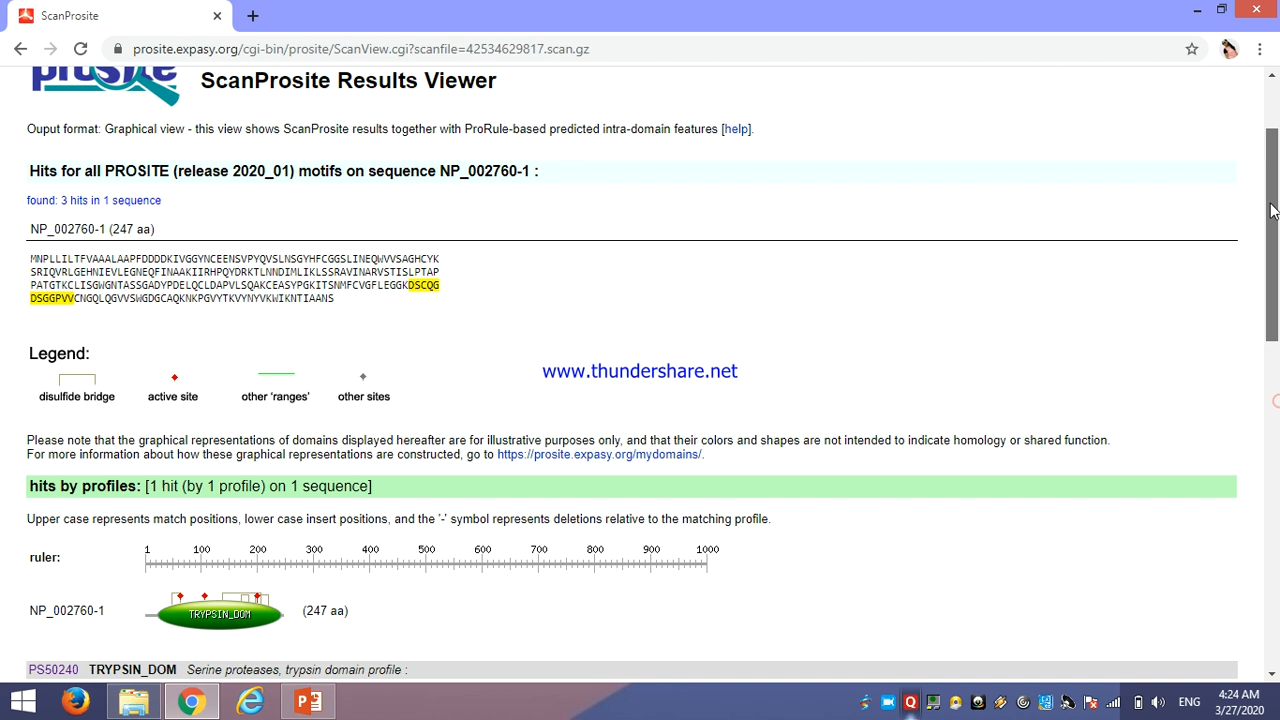 ScanProsite
prosite.expasy.org/cgi-bin/prosite/ScanView.cgi?scanfile=42534629817.scan.gz
prosite
ScanProsite Results Viewer
Ouput format: Graphical view - this view shows ScanProsite results together with ProRule-based predicted intra-domain features [help].
Hits for all PROSITE (release 2020_01) motifs on sequence NP_002760-1 :
found: 3 hits in 1 sequence
NP_002760-1 (247 aa)
MNPLLILTFVAAALAAPFDDDDKIVGGYNCEENSVPYQVSLNSGYHFCGGSLINEQWVVSAGHCYK
SRIQVRLGEHNIEVLEGNEQFINAAKIIRHPQYDRKTLNNDIMLIKLSSRAVINARVSTISLPTAP
PATGTKCLISGWGNTASSGADYPDELQCLDAPVLSQAKCEASYPGKITSNMFCVGFLEGGKDSCQG
DSGGPVVCNGQLQGVVSWGDGCAQKNKPGVYTKVYNYVKWIKNTIAANS
Legend:
disulfide bridge active site other 'ranges' other sites
www.thundershare.net
Please note that the graphical representations of domains displayed hereafter are for illustrative purposes only, and that their colors and shapes are not intended to indicate homology or shared function.
For more information about how these graphical representations are constructed, go to https://prosite.expasy.org/mydomains/.
hits by profiles: [1 hit (by 1 profile) on 1 sequence]
Upper case represents match positions, lower case insert positions, and the '-' symbol represents deletions relative to the matching profile.
ruler: 1 100 200 300 400 500 600 700 800 900 1000
NP_002760-1 TRYPSIN_DOM (247 aa)
PS50240 TRYPSIN_DOM Serine proteases, trypsin domain profile :
ENG
4:24 AM
3/27/2020